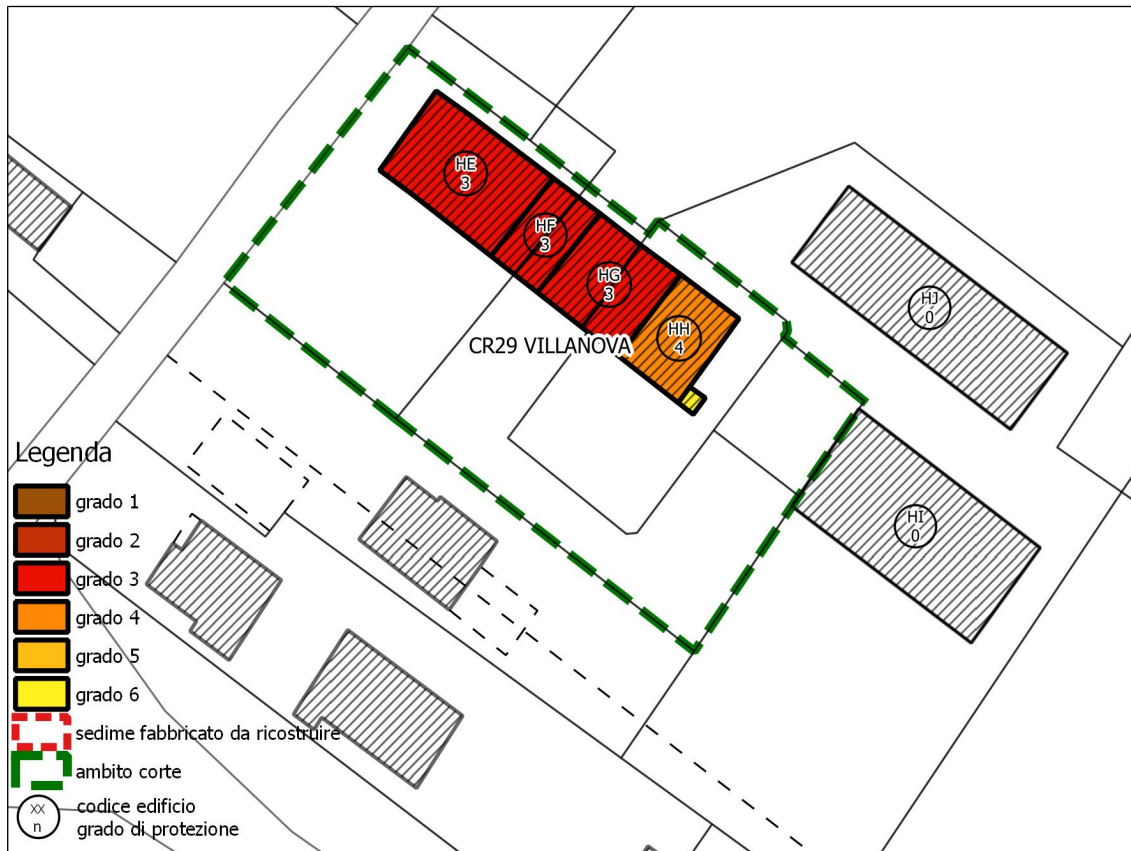 HE
3
HF
3
HG
3
HH
4
HJ
0
CR29 VILLANOVA
HI
0
Legenda
grado 1
grado 2
grado 3
grado 4
grado 5
grado 6
sedime fabbricato da ricostruire
ambito corte
xx
n
codice edificio
grado di protezione